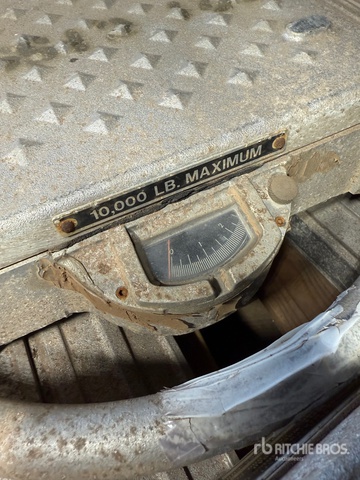 10,000 LB. MAXIMUM
rb RITCHIE BROS.